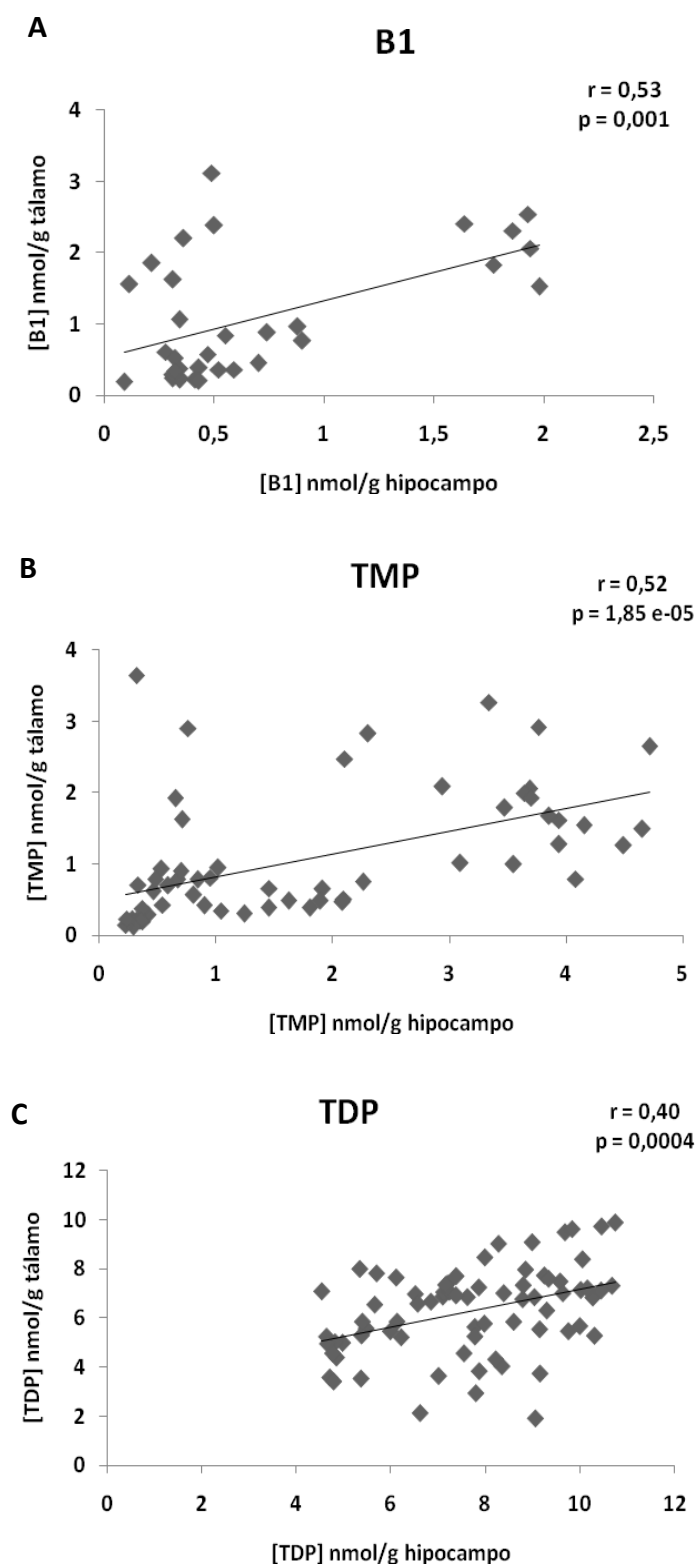 A
B1
r = 0,53
p = 0,001
4
3
2
1
0
[B1] nmol/g tálamo
0 0,5 1 1,5 2 2,5
[B1] nmol/g hipocampo
B
TMP
r = 0,52
p = 1,85 e-05
4
3
2
1
0
[TMP] nmol/g tálamo
0 1 2 3 4 5
[TMP] nmol/g hipocampo
C
TDP
r = 0,40
p = 0,0004
12
10
8
6
4
2
0
[TDP] nmol/g tálamo
0 2 4 6 8 10 12
[TDP] nmol/g hipocampo